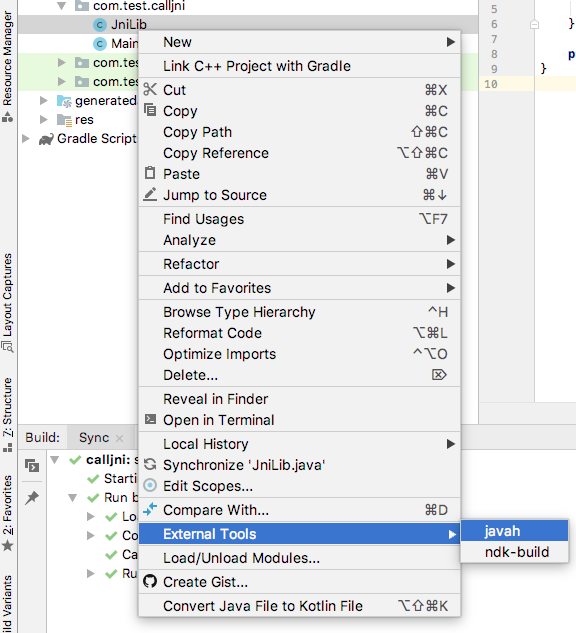 Resource Manager
com.test.calljni
JniLib
Main
com.tes
com.tes
generated
res
Gradle Script
Layout Captures
Z: Structure
2: Favorites
ild Variants
5
6 }
7
8 p
9 }
10
New
Link C++ Project with Gradle
Cut ⌘X
Copy ⌘C
Copy Path ⇧⌘C
Copy Reference ⌥⇧⌘C
Paste ⌘V
Jump to Source ⌘↓
Find Usages ⌥F7
Analyze
Refactor
Add to Favorites
Browse Type Hierarchy ^H
Reformat Code ⌥⌘L
Optimize Imports ^⌥O
Delete... ⌦
Reveal in Finder
Open in Terminal
Local History
Synchronize 'JniLib.java'
Edit Scopes...
Compare With... ⌘D
External Tools
Load/Unload Modules...
Create Gist...
Convert Java File to Kotlin File ⌥⇧⌘K
javah
ndk-build
Build: Sync ×
calljni: s
Starti
Run b
Lo
Co
Ca
Ru